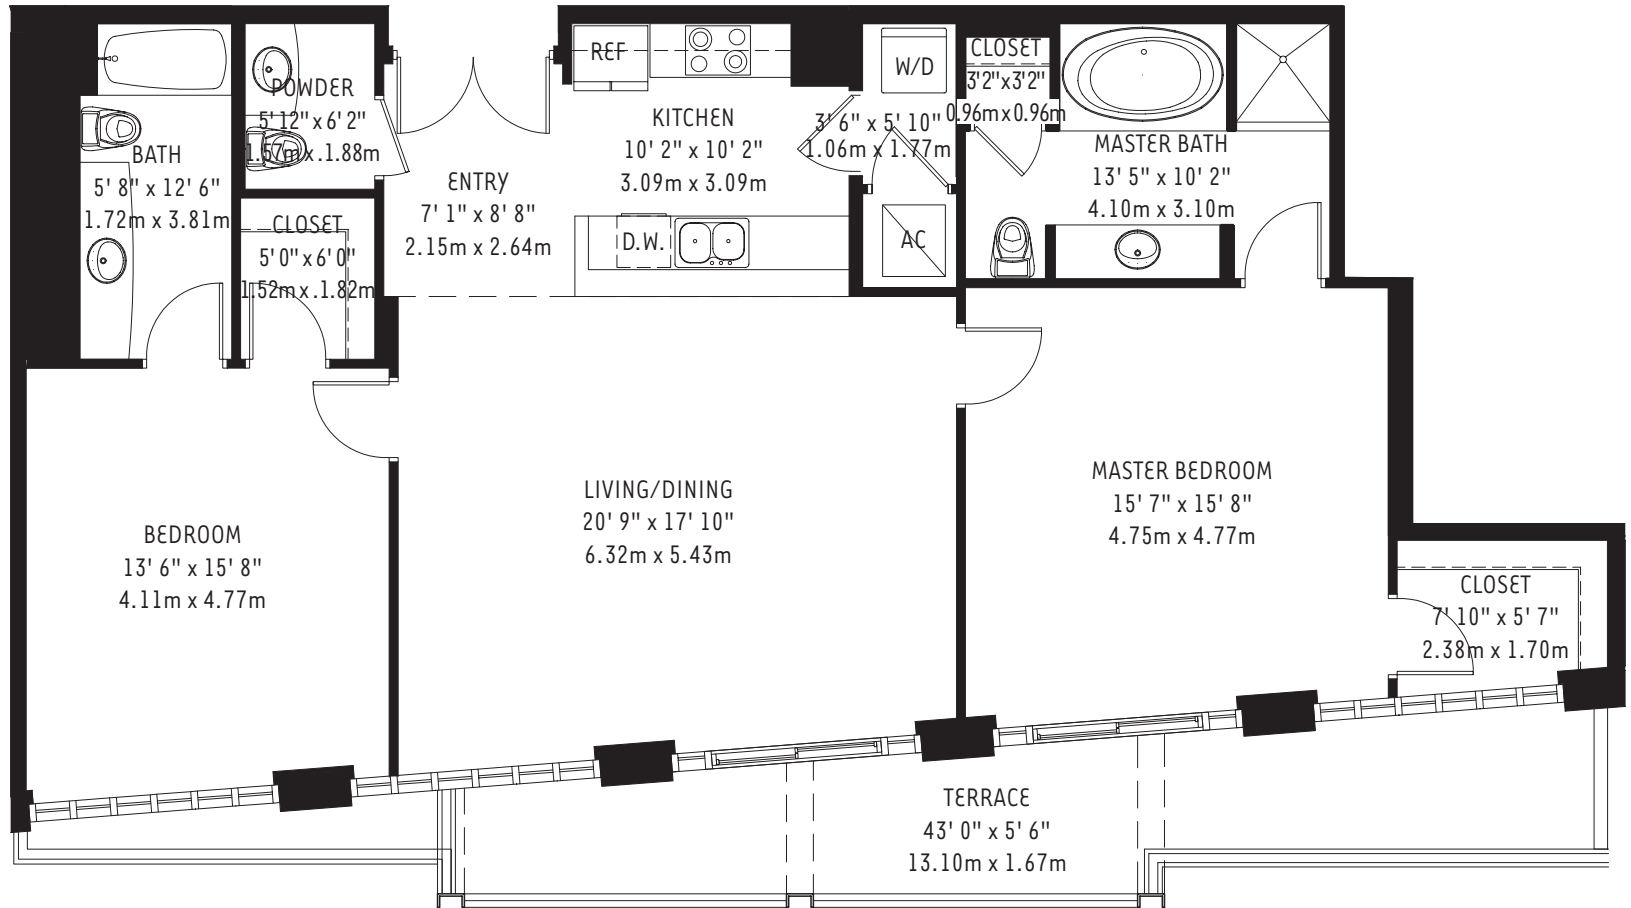 BATH
5' 8" x 12' 6"
1.72m x 3.81m
POWDER
5'12" x 6'2"
1.57m x .1.88m
CLOSET
5'0" x 6'0"
1.52m x .1.82m
ENTRY
7' 1" x 8' 8"
2.15m x 2.64m
REF
KITCHEN
10' 2" x 10' 2"
3.09m x 3.09m
D.W.
W/D
3' 6" x 5' 10"
1.06m x 1.77m
AC
CLOSET
3'2"x3'2"
0.96m x 0.96m
MASTER BATH
13' 5" x 10' 2"
4.10m x 3.10m
BEDROOM
13' 6" x 15' 8"
4.11m x 4.77m
LIVING/DINING
20' 9" x 17' 10"
6.32m x 5.43m
MASTER BEDROOM
15' 7" x 15' 8"
4.75m x 4.77m
CLOSET
7' 10" x 5' 7"
2.38m x 1.70m
TERRACE
43' 0" x 5' 6"
13.10m x 1.67m